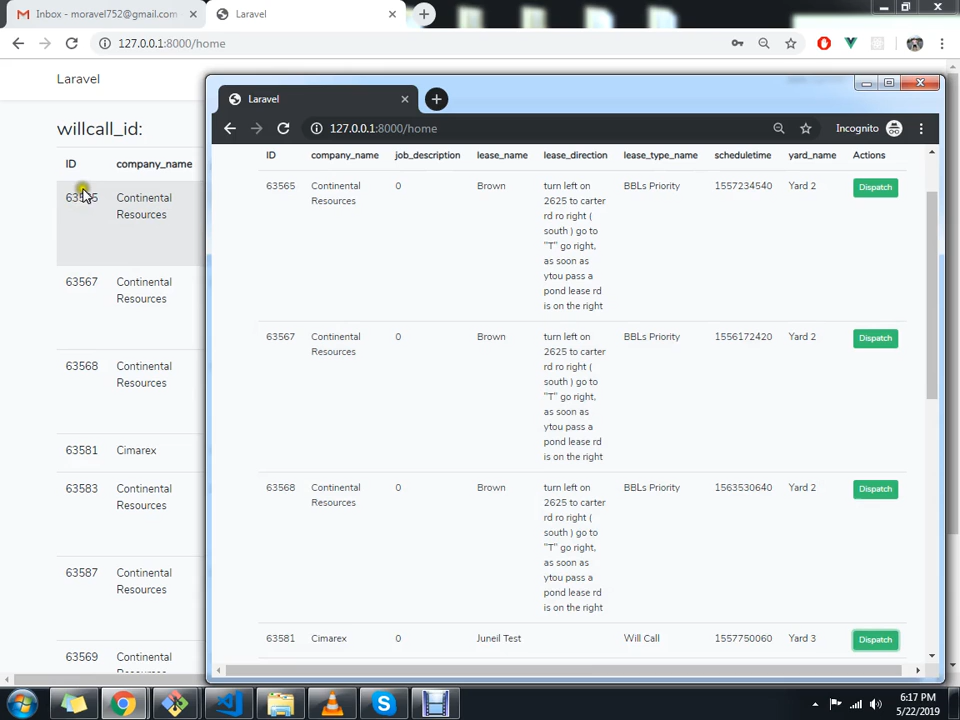 Inbox - moravel752@gmail.com
Laravel
127.0.0.1:8000/home
Laravel
willcall_id:
ID company_name
Continental Resources
63567 Continental Resources
63568 Continental Resources
63581 Cimarex
63583 Continental Resources
63587 Continental Resources
63569 Continental
Laravel
127.0.0.1:8000/home
Incognito
ID company_name job_description lease_name lease_direction lease_type_name scheduletime yard_name Actions
63565 Continental 0 Brown turn left on BBLs Priority 1557234540 Yard 2 Dispatch
Resources 2625 to carter
rd ro right (
south ) go to
"T" go right,
as soon as
ytou pass a
pond lease rd
is on the right
63567 Continental 0 Brown turn left on BBLs Priority 1556172420 Yard 2 Dispatch
Resources 2625 to carter
rd ro right (
south ) go to
"T" go right,
as soon as
ytou pass a
pond lease rd
is on the right
63568 Continental 0 Brown turn left on BBLs Priority 1563530640 Yard 2 Dispatch
Resources 2625 to carter
rd ro right (
south ) go to
"T" go right,
as soon as
ytou pass a
pond lease rd
is on the right
63581 Cimarex 0 Juneil Test Will Call 1557750060 Yard 3 Dispatch
6:17 PM
5/22/2019